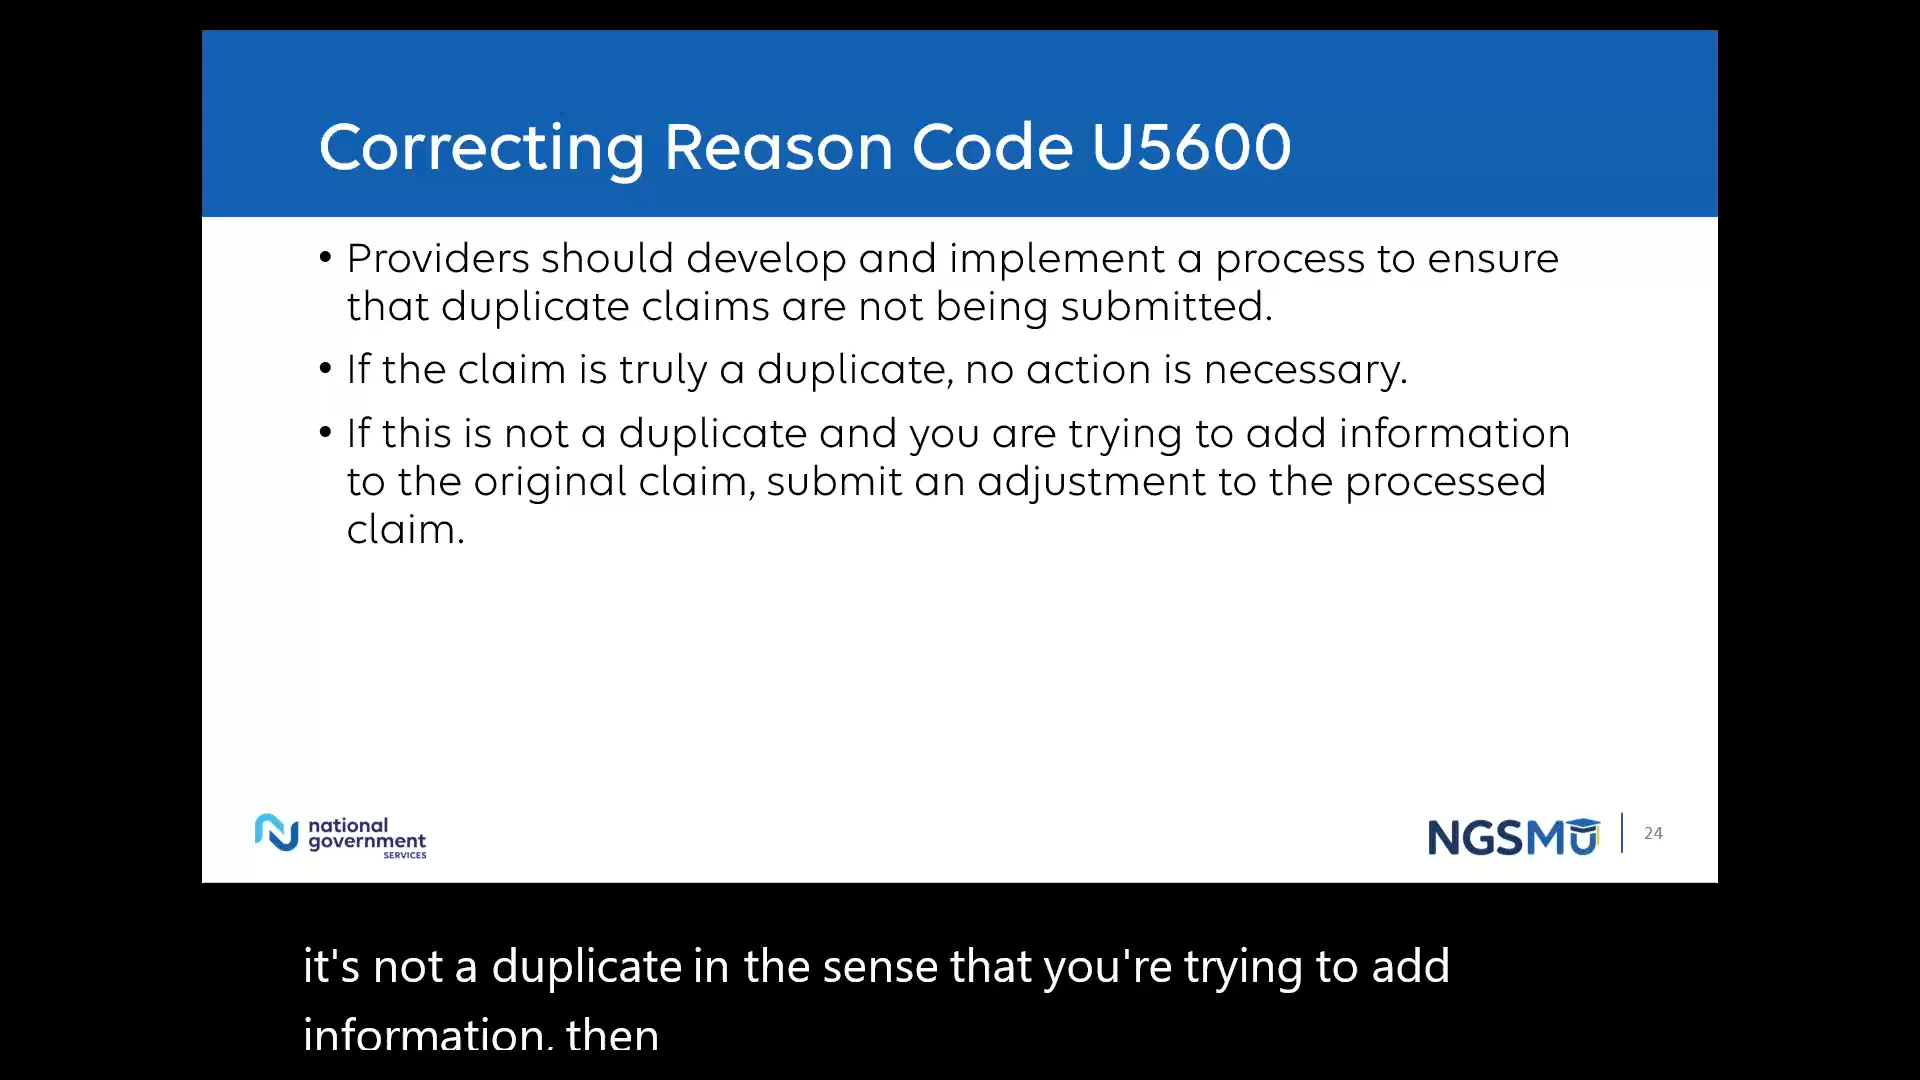 Correcting Reason Code U5600
• Providers should develop and implement a process to ensure
that duplicate claims are not being submitted.
• If the claim is truly a duplicate, no action is necessary.
• If this is not a duplicate and you are trying to add information
to the original claim, submit an adjustment to the processed
claim.
national
government
SERVICES
NGSMU
24
it's not a duplicate in the sense that you're trying to add
information, then